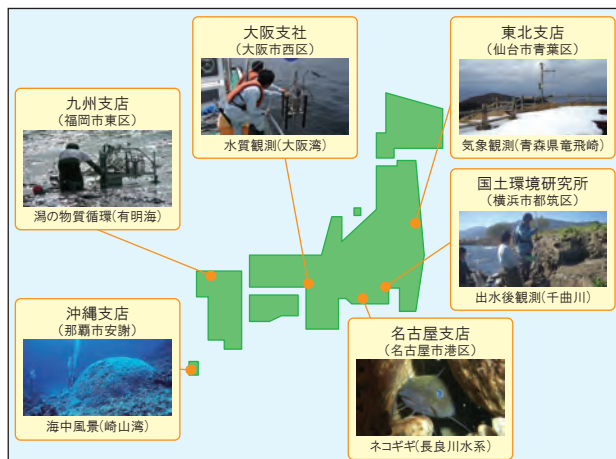 大阪支社
(大阪市西区)
水質観測(大阪湾)
東北支店
(仙台市青葉区)
気象観測(青森県竜飛崎)
九州支店
(福岡市東区)
潟の物質循環(有明海)
国土環境研究所
(横浜市都筑区)
出水後観測(千曲川)
沖縄支店
(那覇市安謝)
海中風景(崎山湾)
名古屋支店
(名古屋市港区)
ネコギギ(長良川水系)